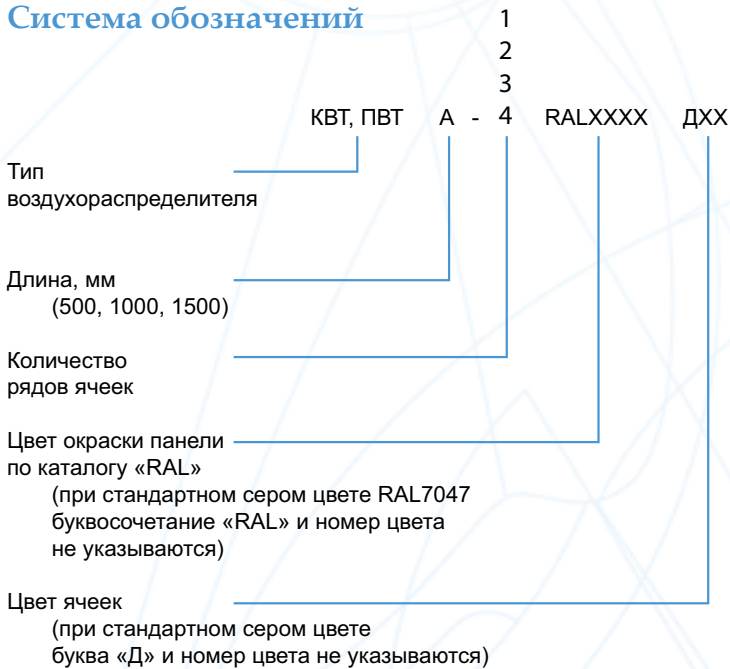 Система обозначений
1
2
3
КВТ, ПВТ А - 4 RALXXXX ДХХ
Тип
воздухораспределителя
Длина, мм
(500, 1000, 1500)
Количество
рядов ячеек
Цвет окраски панели
по каталогу «RAL»
(при стандартном сером цвете RAL7047
буквосочетание «RAL» и номер цвета
не указываются)
Цвет ячеек
(при стандартном сером цвете
буква «Д» и номер цвета не указываются)